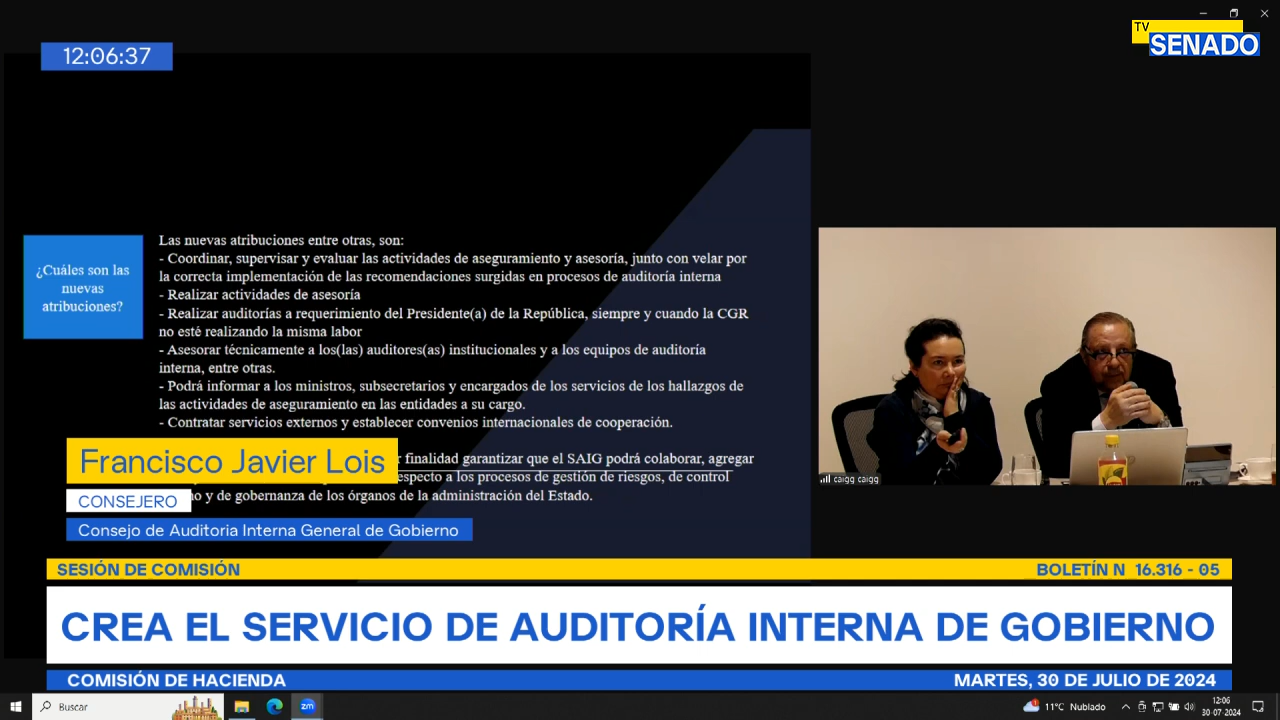 12:06:37
TV
SENADO
¿Cuáles son las
nuevas
atribuciones?
Las nuevas atribuciones entre otras, son:
- Coordinar, supervisar y evaluar las actividades de aseguramiento y asesoría, junto con velar por
la correcta implementación de las recomendaciones surgidas en procesos de auditoría interna
- Realizar actividades de asesoría
- Realizar auditorías a requerimiento del Presidente(a) de la República, siempre y cuando la CGR
no esté realizando la misma labor
- Asesorar técnicamente a los(las) auditores(as) institucionales y a los equipos de auditoría
interna, entre otras.
- Podrá informar a los ministros, subsecretarios y encargados de los servicios de los hallazgos de
las actividades de aseguramiento en las entidades a su cargo.
- Contratar servicios externos y establecer convenios internacionales de cooperación.
finalidad garantizar que el SAIG podrá colaborar, agregar
respecto a los procesos de gestión de riesgos, de control
y de gobernanza de los órganos de la administración del Estado.
caigg caigg
Francisco Javier Lois
CONSEJERO
Consejo de Auditoria Interna General de Gobierno
SESIÓN DE COMISIÓN
BOLETÍN N 16.316 - 05
CREA EL SERVICIO DE AUDITORÍA INTERNA DE GOBIERNO
COMISIÓN DE HACIENDA
MARTES, 30 DE JULIO DE 2024
Buscar
zm
11°C Nublado
12:06
30-07-2024